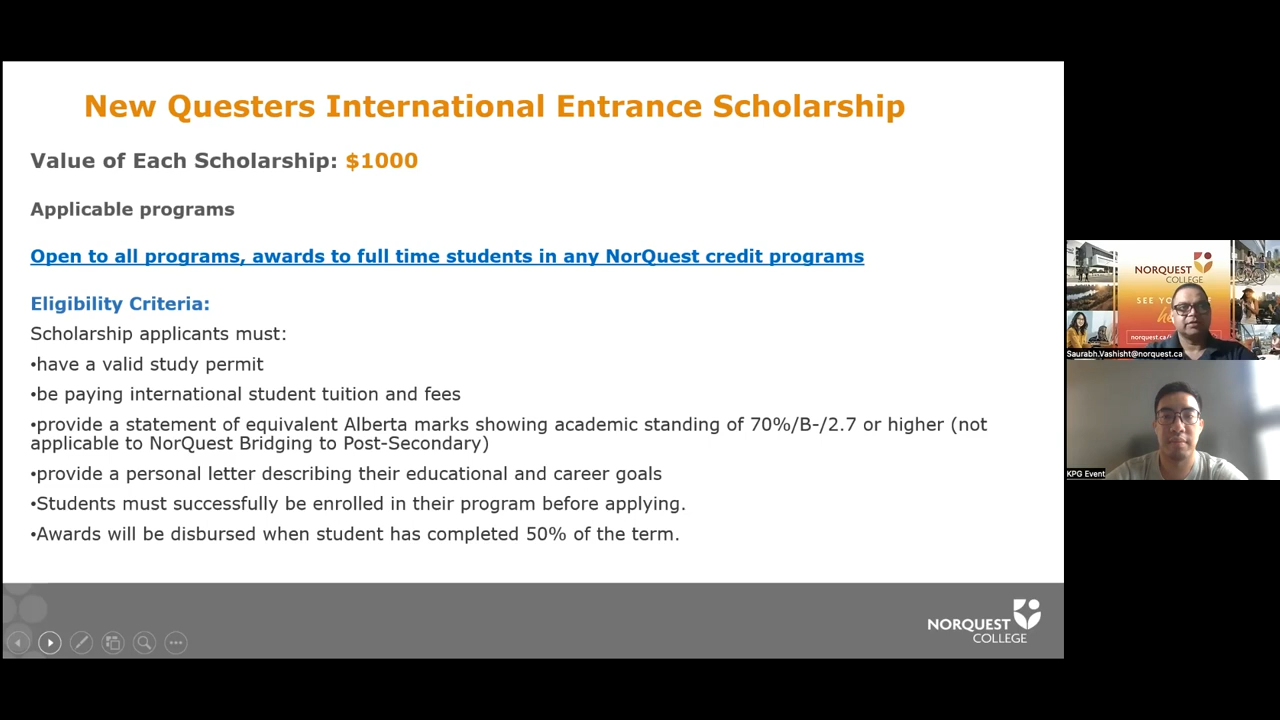 New Questers International Entrance Scholarship
Value of Each Scholarship: $1000
Applicable programs
Open to all programs, awards to full time students in any NorQuest credit programs
Eligibility Criteria:
Scholarship applicants must:
•have a valid study permit
•be paying international student tuition and fees
•provide a statement of equivalent Alberta marks showing academic standing of 70%/B-/2.7 or higher (not
applicable to NorQuest Bridging to Post-Secondary)
•provide a personal letter describing their educational and career goals
•Students must successfully be enrolled in their program before applying.
•Awards will be disbursed when student has completed 50% of the term.
NORQUEST
COLLEGE
NORQUEST
COLLEGE
SEE YO
norquest.ca/
Saurabh.Vashisht@norquest.ca
KPG Event